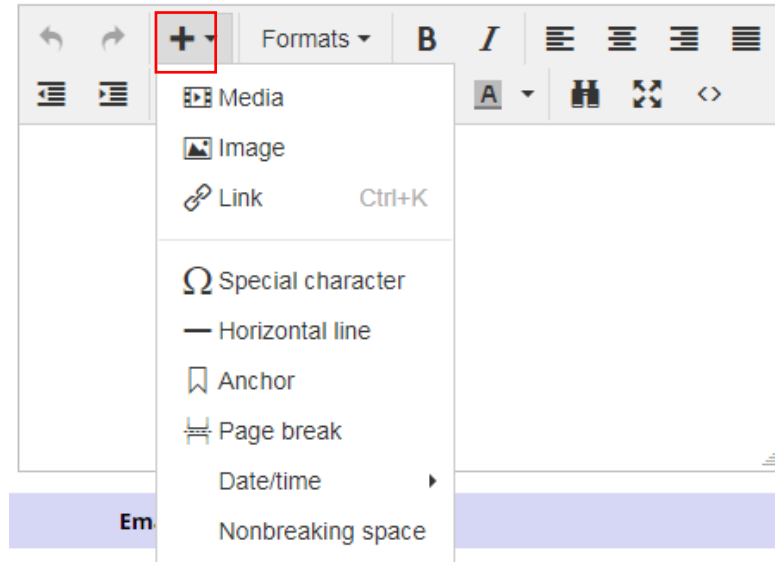 Formats B I
A <>
Media
Image
Link Ctrl+K
Special character
Horizontal line
Anchor
Page break
Date/time
Nonbreaking space